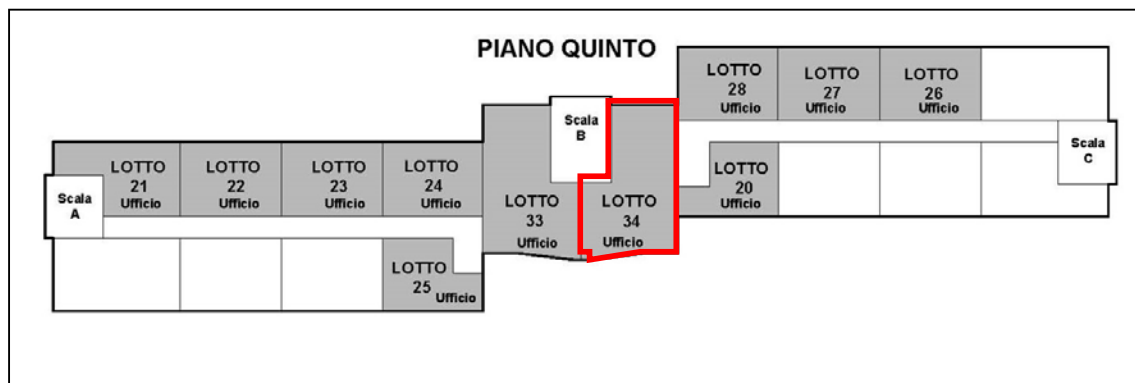 PIANO QUINTO
LOTTO
28
Ufficio
LOTTO
27
Ufficio
LOTTO
26
Ufficio
Scala
B
Scala
C
LOTTO
21
Ufficio
LOTTO
22
Ufficio
LOTTO
23
Ufficio
LOTTO
24
Ufficio
LOTTO
20
Ufficio
Scala
A
LOTTO
33
Ufficio
LOTTO
34
Ufficio
LOTTO
25
Ufficio